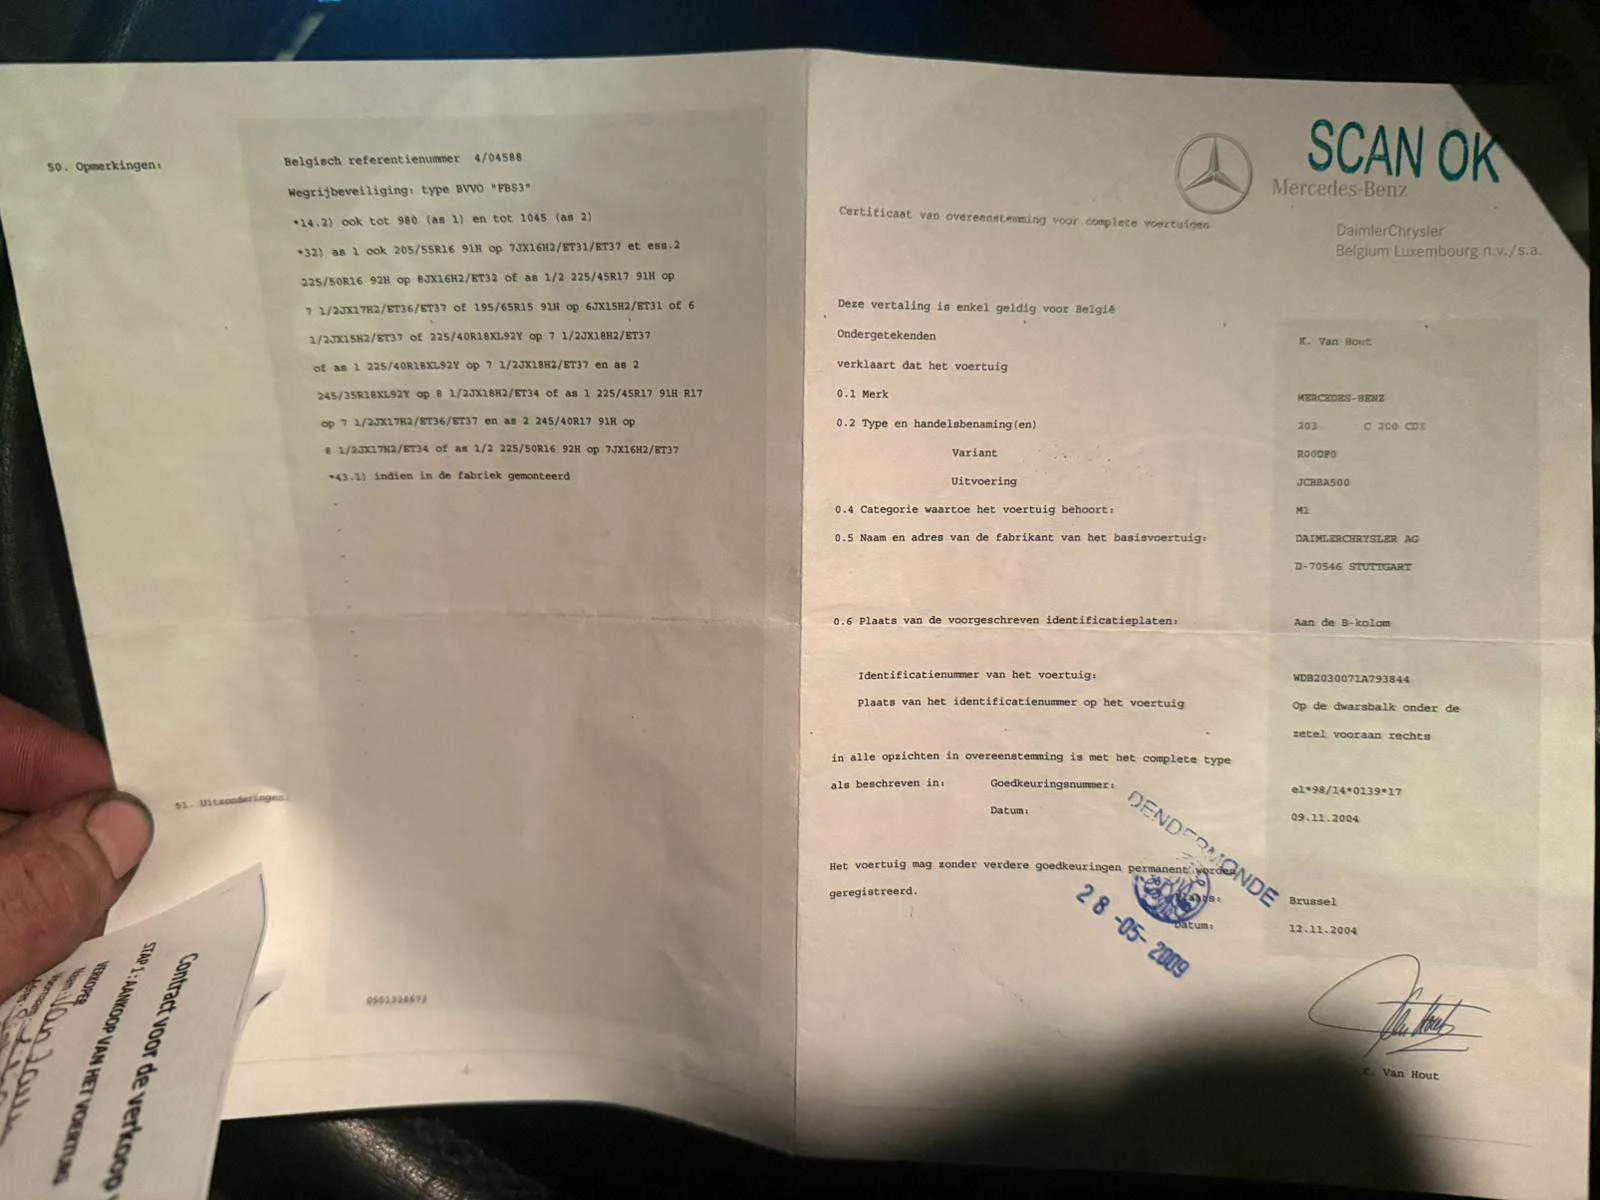 50. Opmerkingen:
Belgisch referentienummer 4/04588
Wegrijbeveiliging: type BVVO "FBS3"
*14.2) ook tot 980 (as 1) en tot 1045 (as 2)
*32) as 1 ook 205/55R16 91H op 7JX16H2/ET31/ET37 et ess.2
225/50R16 92H op 8JX16H2/ET32 of as 1/2 225/45R17 91H op
7 1/2JX17H2/ET36/ET37 of 195/65R15 91H op 6JX15H2/ET31 of 6
1/2JX15H2/ET37 of 225/40R18XL92Y op 7 1/2JX18H2/ET37
of as 1 225/40R18XL92Y op 7 1/2JX18H2/ET37 en as 2
245/35R18XL92Y op 8 1/2JX18H2/ET34 of as 1 225/45R17 91H R17
op 7 1/2JX17H2/ET36/ET37 en as 2 245/40R17 91H op
8 1/2JX17H2/ET34 of as 1/2 225/50R16 92H op 7JX16H2/ET37
*43.1) indien in de fabriek gemonteerd
51. Uitzonderingen:
Contract voor de verkoop
STAP 1: AANKOOP VAN HET VOERTUIG
VERKOPER
Naam: Van
SCAN OK
Mercedes-Benz
DaimlerChrysler
Belgium Luxembourg n.v./s.a.
Certificaat van overeenstemming voor complete voertuigen
Deze vertaling is enkel geldig voor België
Ondergetekenden K. Van Hout
verklaart dat het voertuig
0.1 Merk MERCEDES-BENZ
0.2 Type en handelsbenaming(en) 203 C 200 CDI
Variant R00DF0
Uitvoering JCBBA500
0.4 Categorie waartoe het voertuig behoort: M1
0.5 Naam en adres van de fabrikant van het basisvoertuig: DAIMLERCHRYSLER AG
D-70546 STUTTGART
0.6 Plaats van de voorgeschreven identificatieplaten: Aan de B-kolom
Identificatienummer van het voertuig: WDB2030071A793844
Plaats van het identificatienummer op het voertuig Op de dwarsbalk onder de
zetel vooraan rechts
in alle opzichten in overeenstemming is met het complete type
als beschreven in: Goedkeuringsnummer: e1*98/14*0139*17
Datum: 09.11.2004
Het voertuig mag zonder verdere goedkeuringen permanent worden
geregistreerd.
Plaats: Brussel
Datum: 12.11.2004
DENDERMONDE
28-05-2009
K. Van Hout